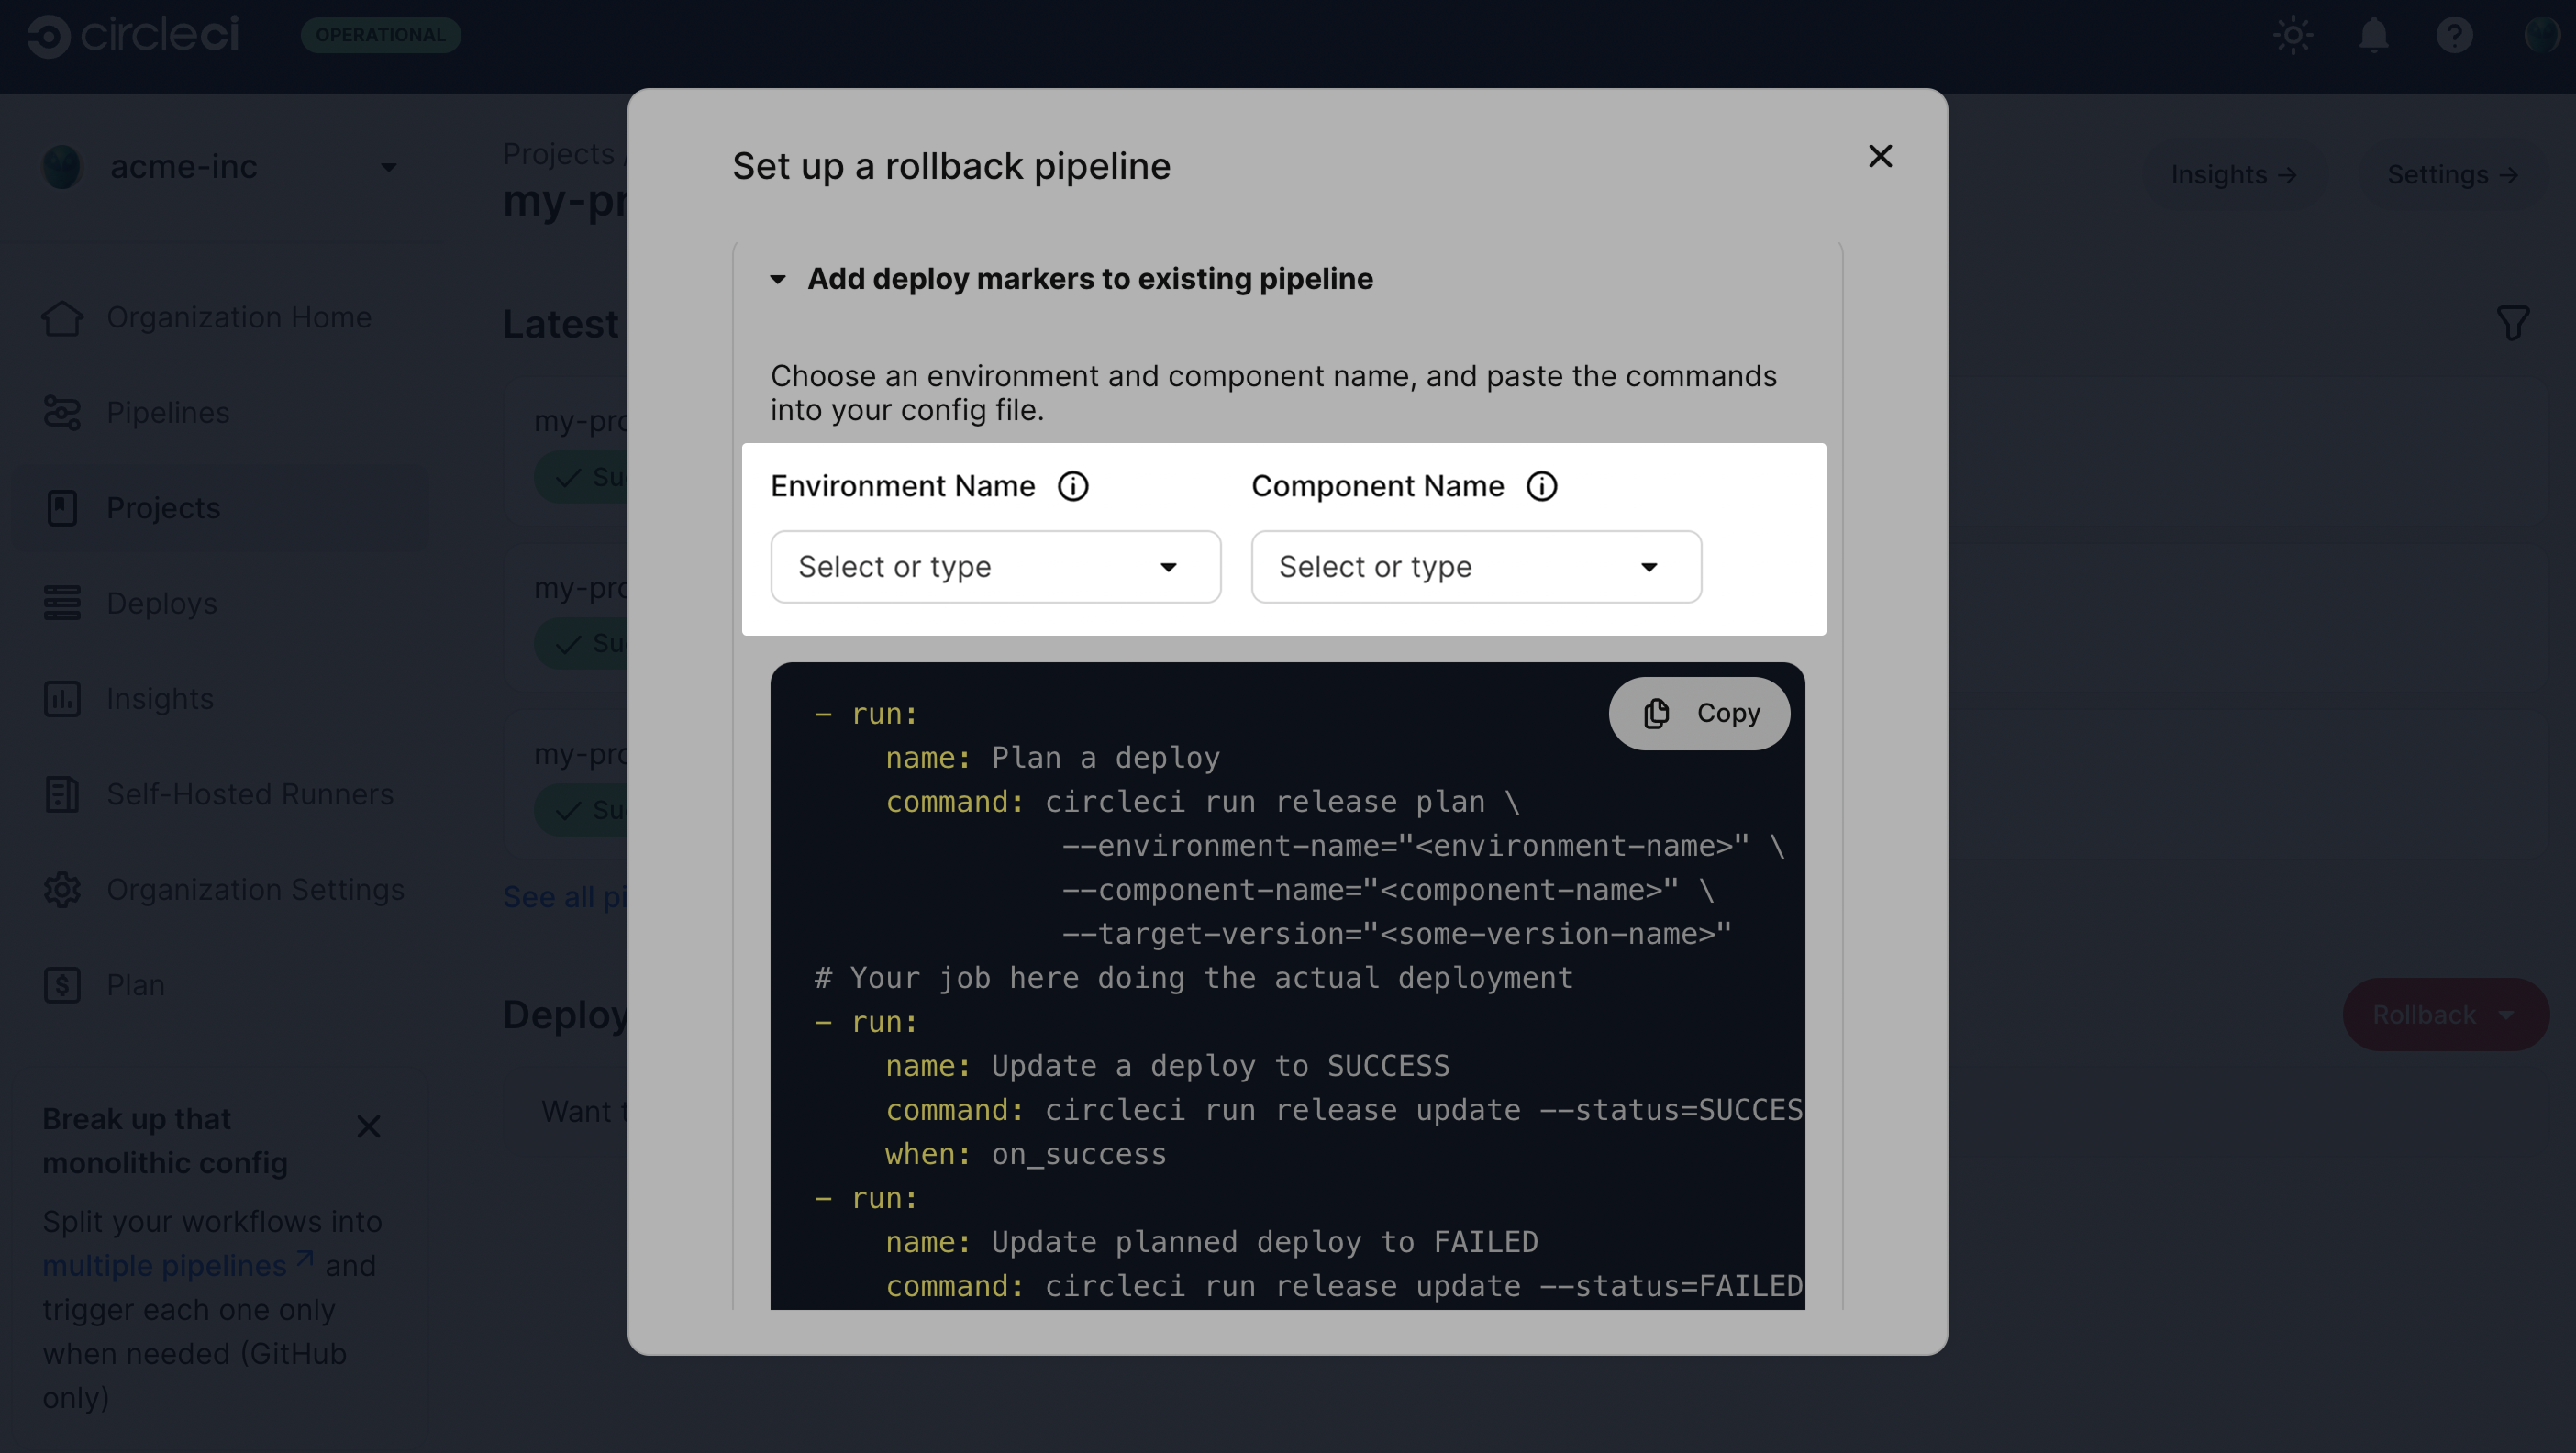 circleci
OPERATIONAL
acme-inc
Organization Home
Pipelines
Projects
Deploys
Insights
Self-Hosted Runners
Organization Settings
Plan
Break up that
monolithic config
Split your workflows into
multiple pipelines and
trigger each one only
when needed (GitHub
only)
Projects /
my-pr
Insights →
Settings →
Latest
my-pro
Su
my-pro
Su
my-pro
Su
See all pi
Deploy
Rollback
Want t
Set up a rollback pipeline
Add deploy markers to existing pipeline
Choose an environment and component name, and paste the commands
into your config file.
Environment Name
Component Name
Select or type
Select or type
Copy
- run:
name: Plan a deploy
command: circleci run release plan \
--environment-name="<environment-name>" \
--component-name="<component-name>" \
--target-version="<some-version-name>"
# Your job here doing the actual deployment
- run:
name: Update a deploy to SUCCESS
command: circleci run release update --status=SUCCES
when: on_success
- run:
name: Update planned deploy to FAILED
command: circleci run release update --status=FAILED